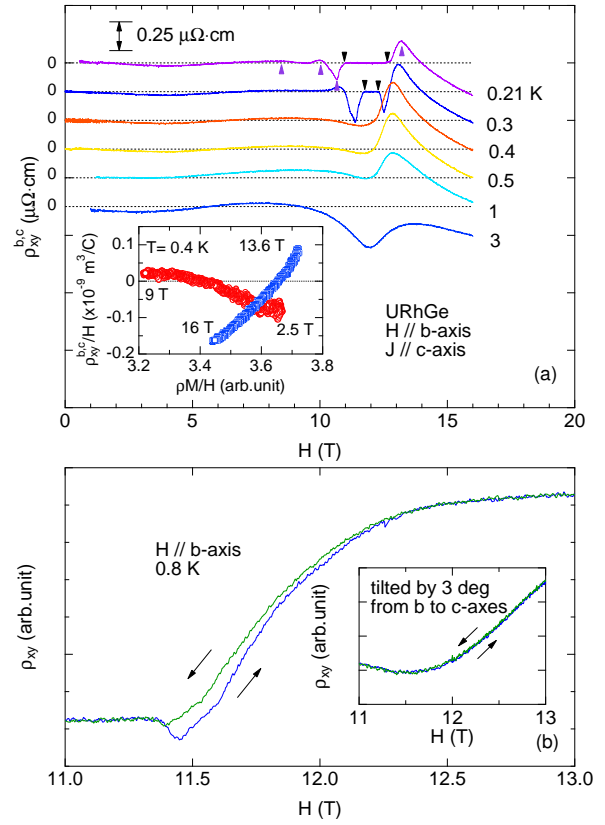 0.25 μΩ·cm
0
0
0
0
0
0
0.21 K
0.3
0.4
0.5
1
3
ρxy^b,c (μΩ·cm)
T= 0.4 K
13.6 T
9 T
16 T
2.5 T
0.1
0
-0.1
-0.2
3.2
3.4
3.6
3.8
ρxy^b,c/H (x10^-9 m^3/C)
ρM/H (arb.unit)
URhGe
H // b-axis
J // c-axis
(a)
0
5
10
15
20
H (T)
H // b-axis
0.8 K
ρxy (arb.unit)
tilted by 3 deg
from b to c-axes
ρxy (arb.unit)
11
12
13
H (T)
(b)
11.0
11.5
12.0
12.5
13.0
H (T)